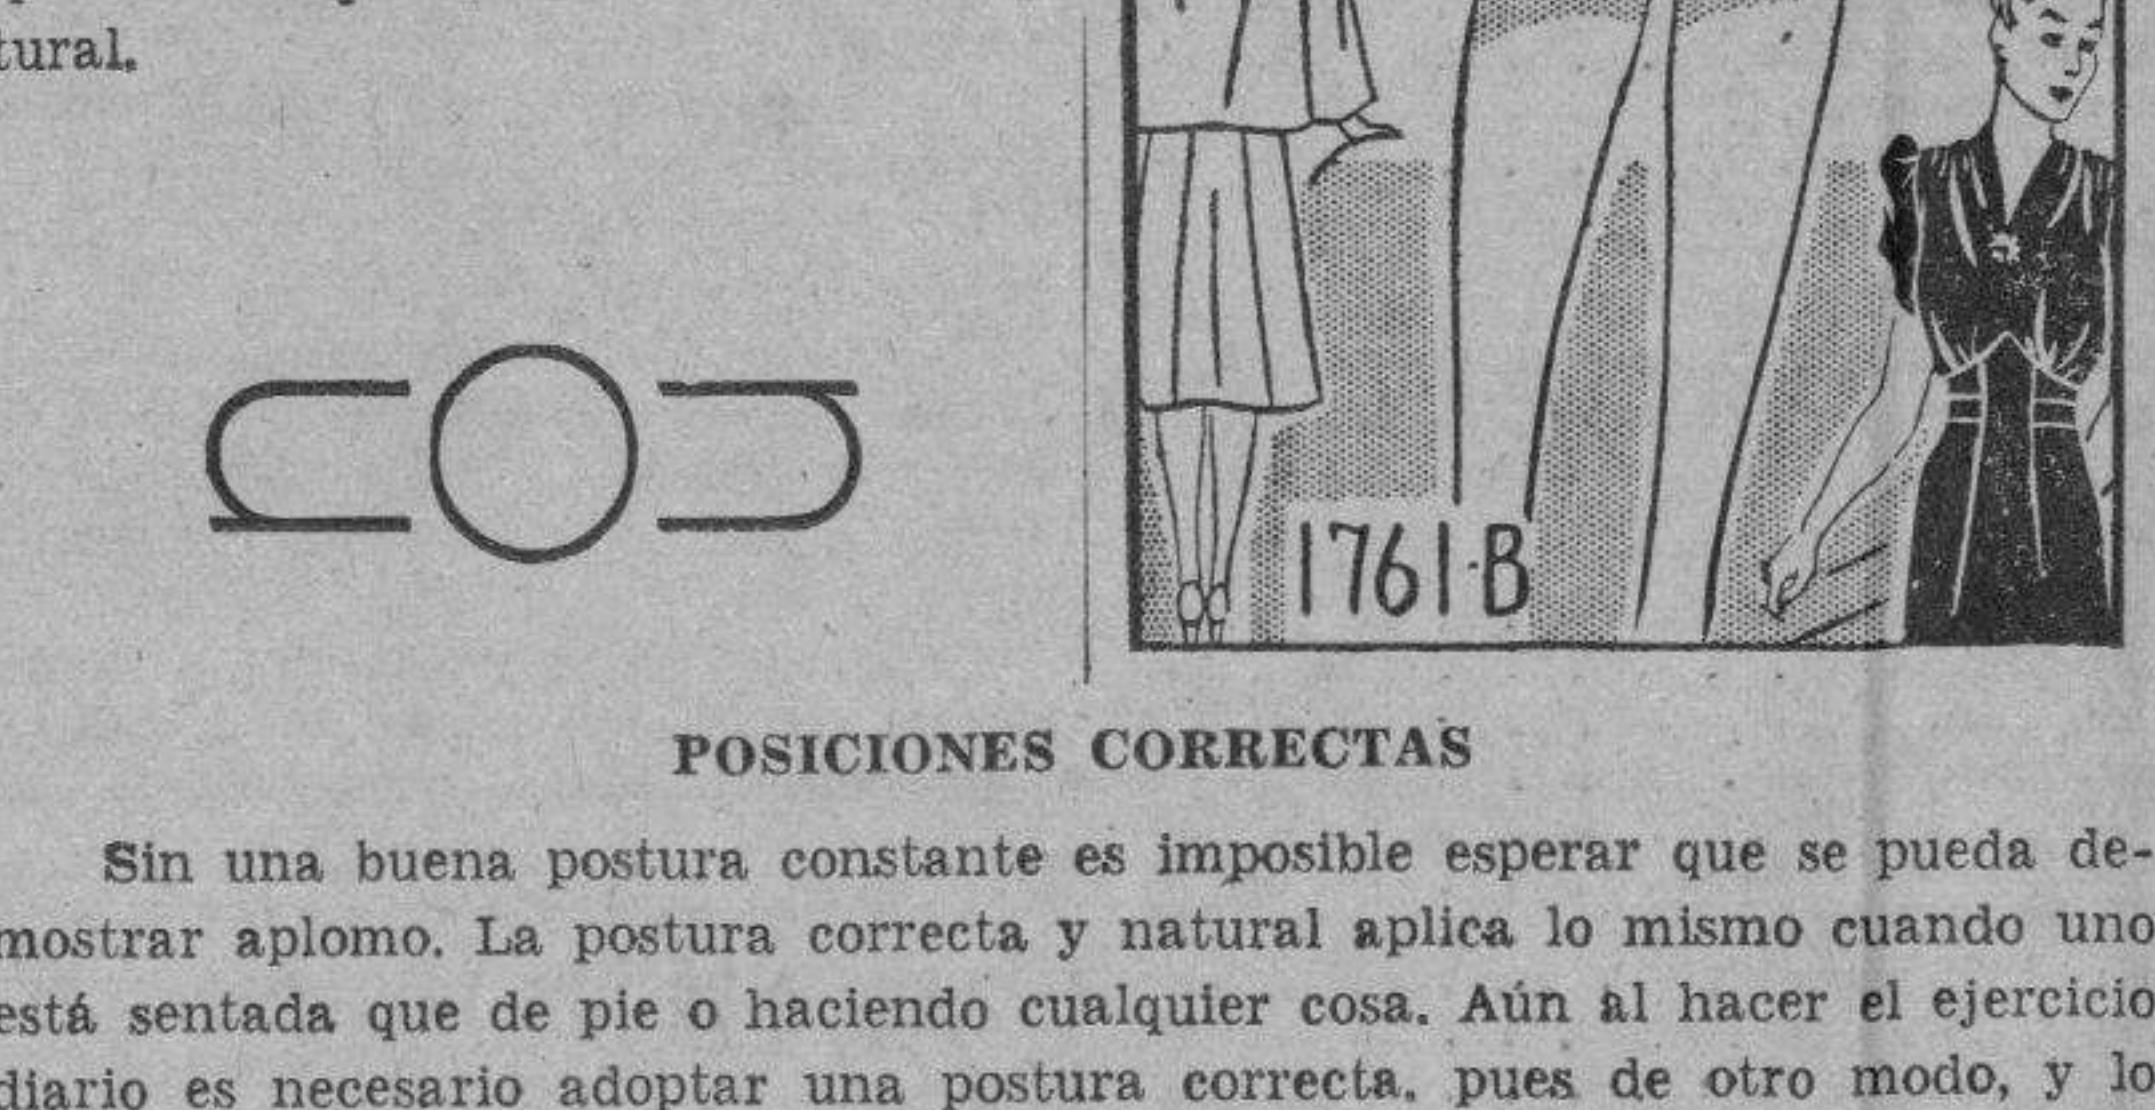 tural.
1761-B
POSICIONES CORRECTAS
Sin una buena postura constante es imposible esperar que se pueda de-
mostrar aplomo. La postura correcta y natural aplica lo mismo cuando uno
está sentada que de pie o haciendo cualquier cosa. Aún al hacer el ejercicio
diario es necesario adoptar una postura correcta, pues de otro modo, y lo